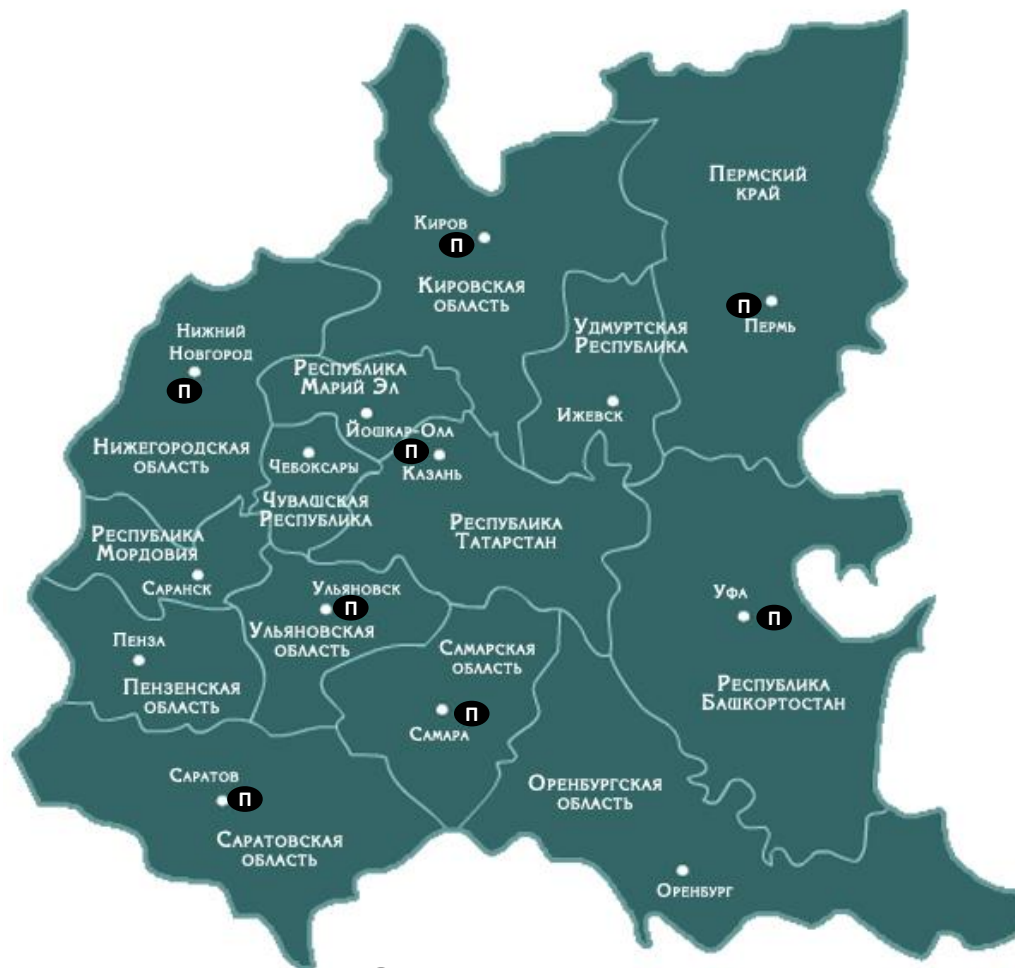 Пермский
край
Киров
П
Кировская
область
П
Пермь
Удмуртская
Республика
Нижний
Новгород
П
Республика
Марий Эл
Ижевск
Йошкар-Ола
П
Казань
Нижегородская
область
Чебоксары
Чувашская
Республика
Республика
Татарстан
Республика
Мордовия
Саранск
Ульяновск
П
Ульяновская
область
Уфа
П
Пенза
Пензенская
область
Самарская
область
П
Самара
Республика
Башкортостан
Саратов
П
Саратовская
область
Оренбургская
область
Оренбург